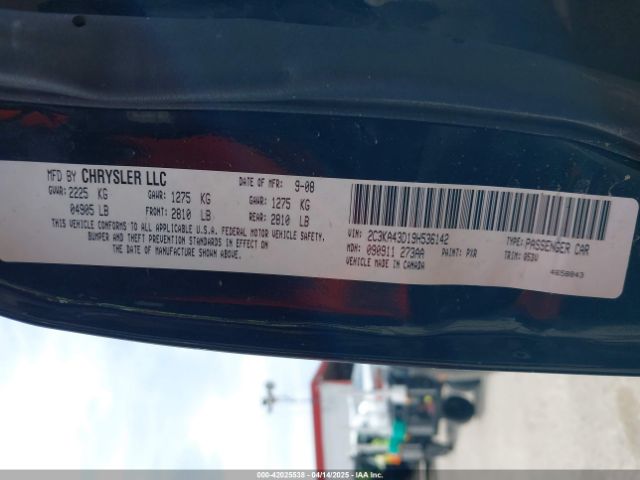 MFD BY CHRYSLER LLC DATE OF MFR: 9-08
GVWR: 2225 KG GAWR: 1275 KG GAWR: 1275 KG
04905 LB FRONT: 2810 LB REAR: 2810 LB
THIS VEHICLE CONFORMS TO ALL APPLICABLE U.S.A. FEDERAL MOTOR VEHICLE SAFETY,
BUMPER AND THEFT PREVENTION STANDARDS IN EFFECT ON
THE DATE OF MANUFACTURE SHOWN ABOVE.
VIN: 2C3KA43D19H536142 TYPE: PASSENGER CAR
MDH: 090911 273AA PAINT: PXR TRIM: Q5DV
VEHICLE MADE IN CANADA 4658043
000-42025538 - 04/14/2025 - IAA Inc.